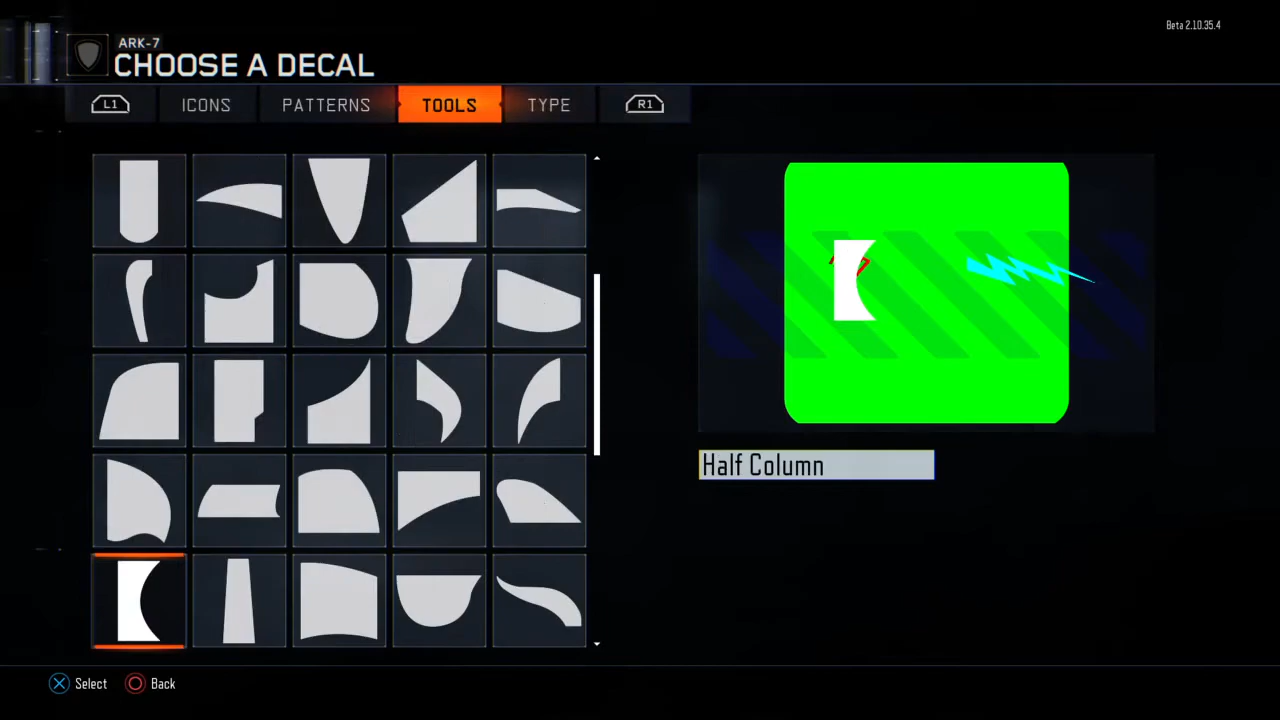 Beta 2.10.35.4
ARK-7
CHOOSE A DECAL
L1 ICONS PATTERNS TOOLS TYPE R1
Half Column
Select Back